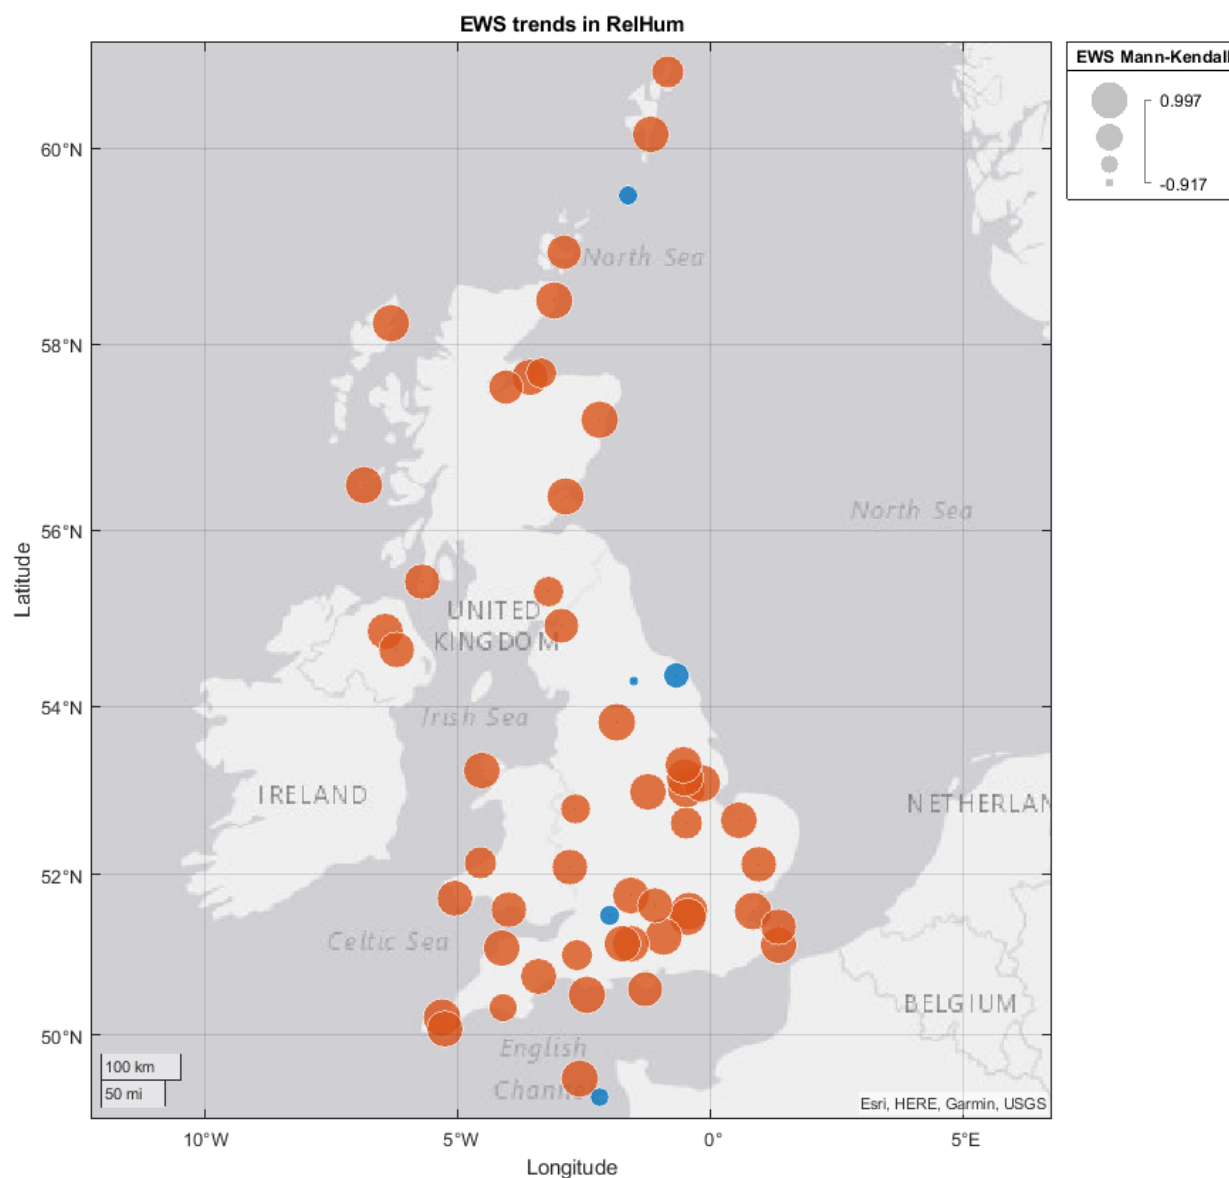 EWS trends in RelHum
EWS Mann-Kendall
0.997
-0.917
60°N
58°N
56°N
54°N
52°N
50°N
Latitude
North Sea
North Sea
UNITED
KINGDOM
Irish Sea
IRELAND
NETHERLAN
Celtic Sea
BELGIUM
English
Channe
100 km
50 mi
Esri, HERE, Garmin, USGS
10°W
5°W
0°
5°E
Longitude